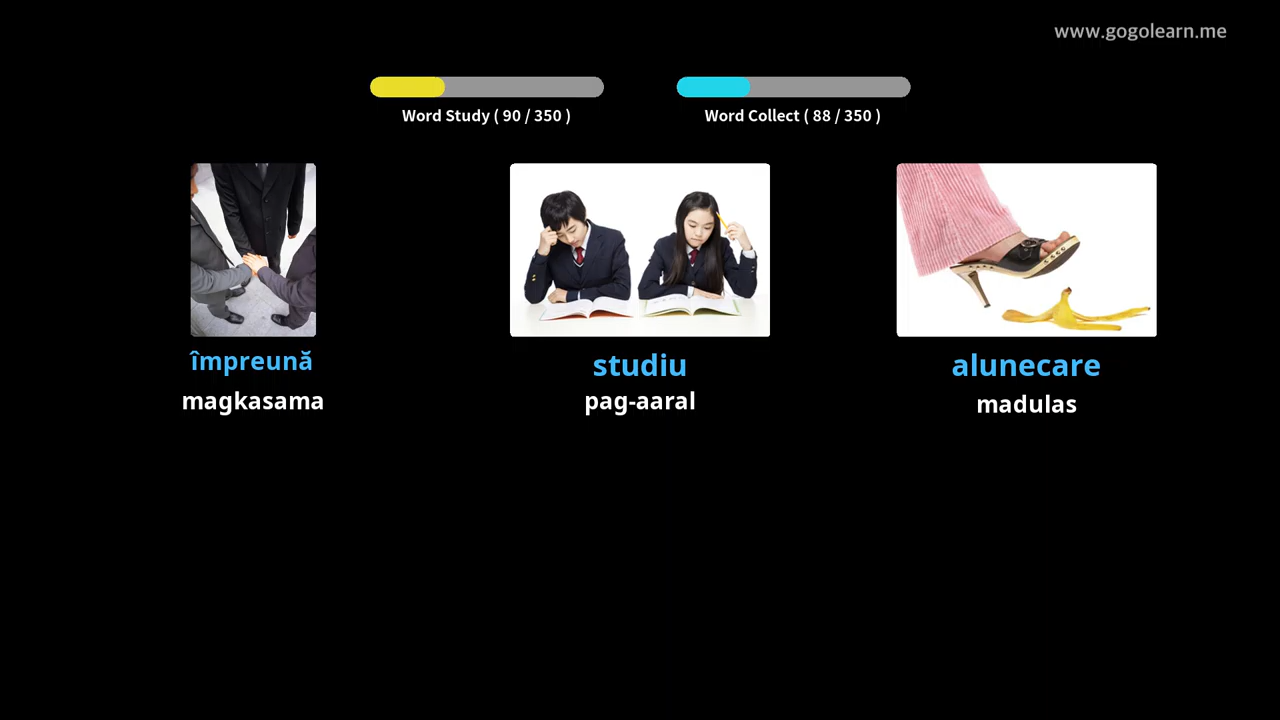 www.gogolearn.me
Word Study ( 90 / 350 )
Word Collect ( 88 / 350 )
împreună
magkasama
studiu
pag-aaral
alunecare
madulas